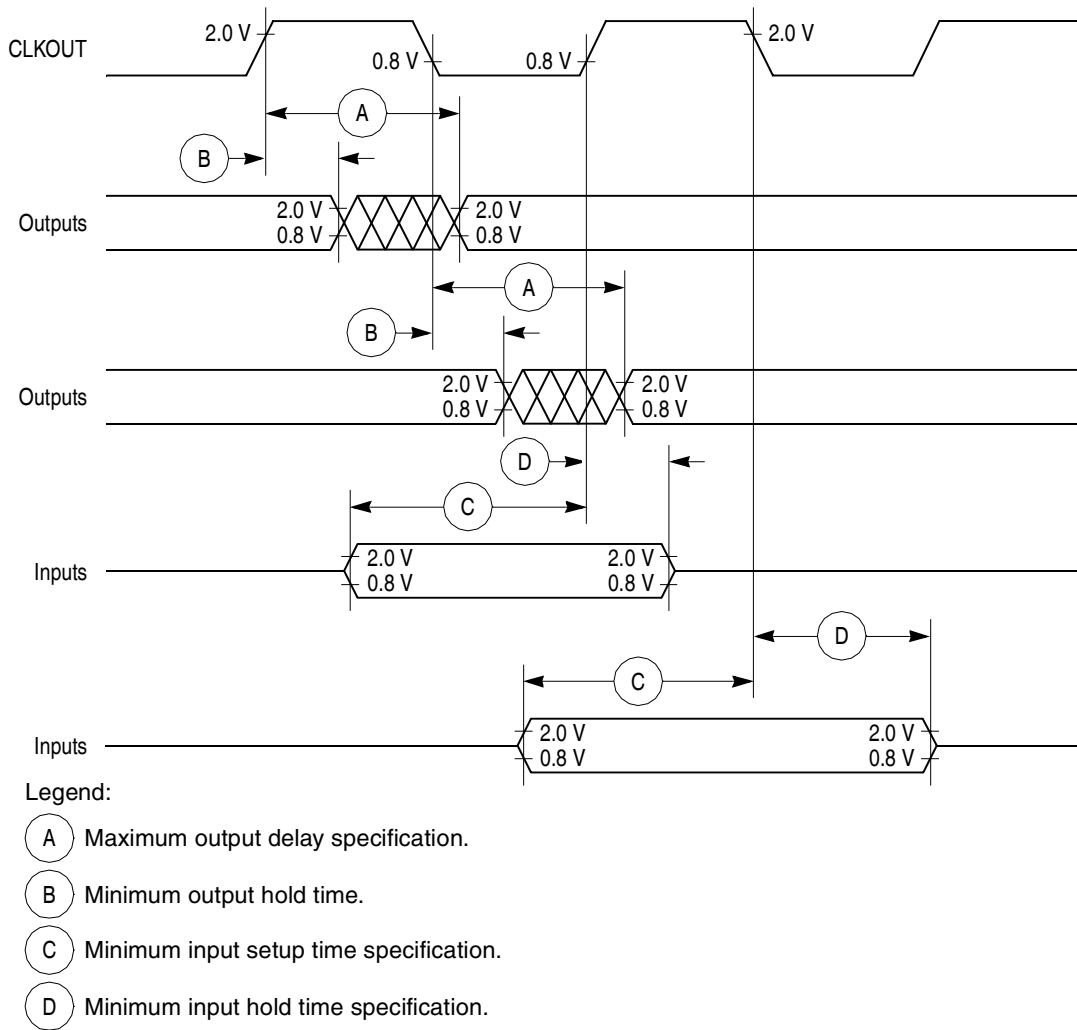 CLKOUT
2.0 V
0.8 V
0.8 V
2.0 V
A
B
Outputs
2.0 V
0.8 V
2.0 V
0.8 V
A
B
Outputs
2.0 V
0.8 V
2.0 V
0.8 V
D
C
Inputs
2.0 V
0.8 V
2.0 V
0.8 V
D
C
Inputs
2.0 V
0.8 V
2.0 V
0.8 V
Legend:
A Maximum output delay specification.
B Minimum output hold time.
C Minimum input setup time specification.
D Minimum input hold time specification.